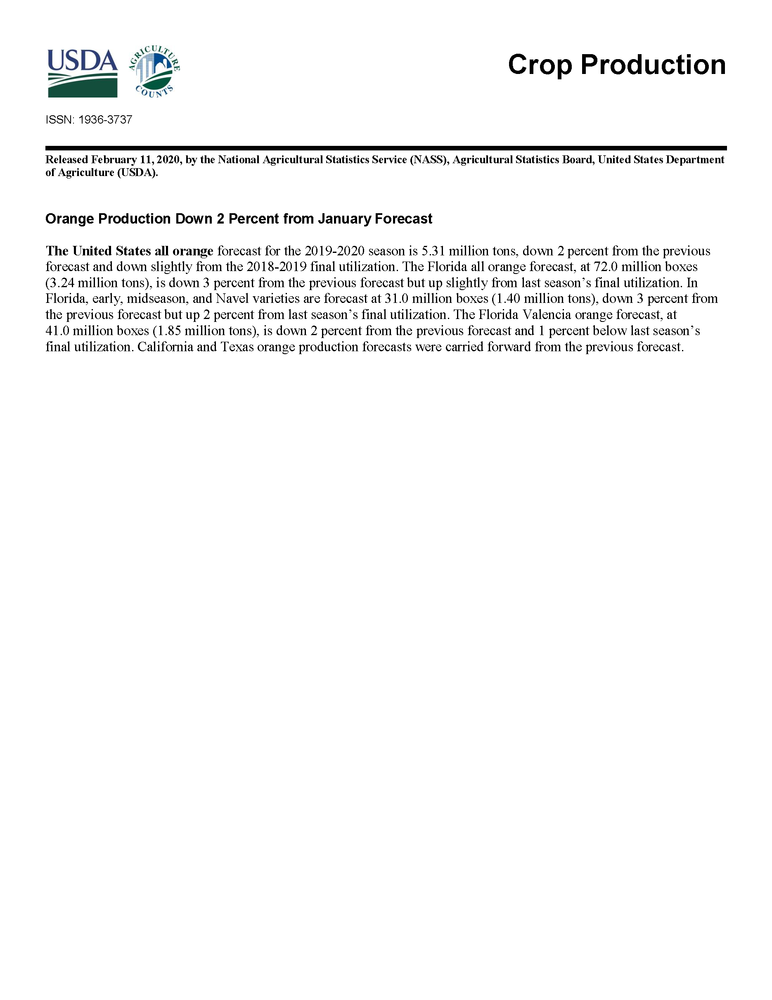 USDA
AGRICULTURE
COUNTS
Crop Production
ISSN: 1936-3737
Released February 11, 2020, by the National Agricultural Statistics Service (NASS), Agricultural Statistics Board, United States Department
of Agriculture (USDA).
Orange Production Down 2 Percent from January Forecast
The United States all orange forecast for the 2019-2020 season is 5.31 million tons, down 2 percent from the previous
forecast and down slightly from the 2018-2019 final utilization. The Florida all orange forecast, at 72.0 million boxes
(3.24 million tons), is down 3 percent from the previous forecast but up slightly from last season’s final utilization. In
Florida, early, midseason, and Navel varieties are forecast at 31.0 million boxes (1.40 million tons), down 3 percent from
the previous forecast but up 2 percent from last season’s final utilization. The Florida Valencia orange forecast, at
41.0 million boxes (1.85 million tons), is down 2 percent from the previous forecast and 1 percent below last season’s
final utilization. California and Texas orange production forecasts were carried forward from the previous forecast.